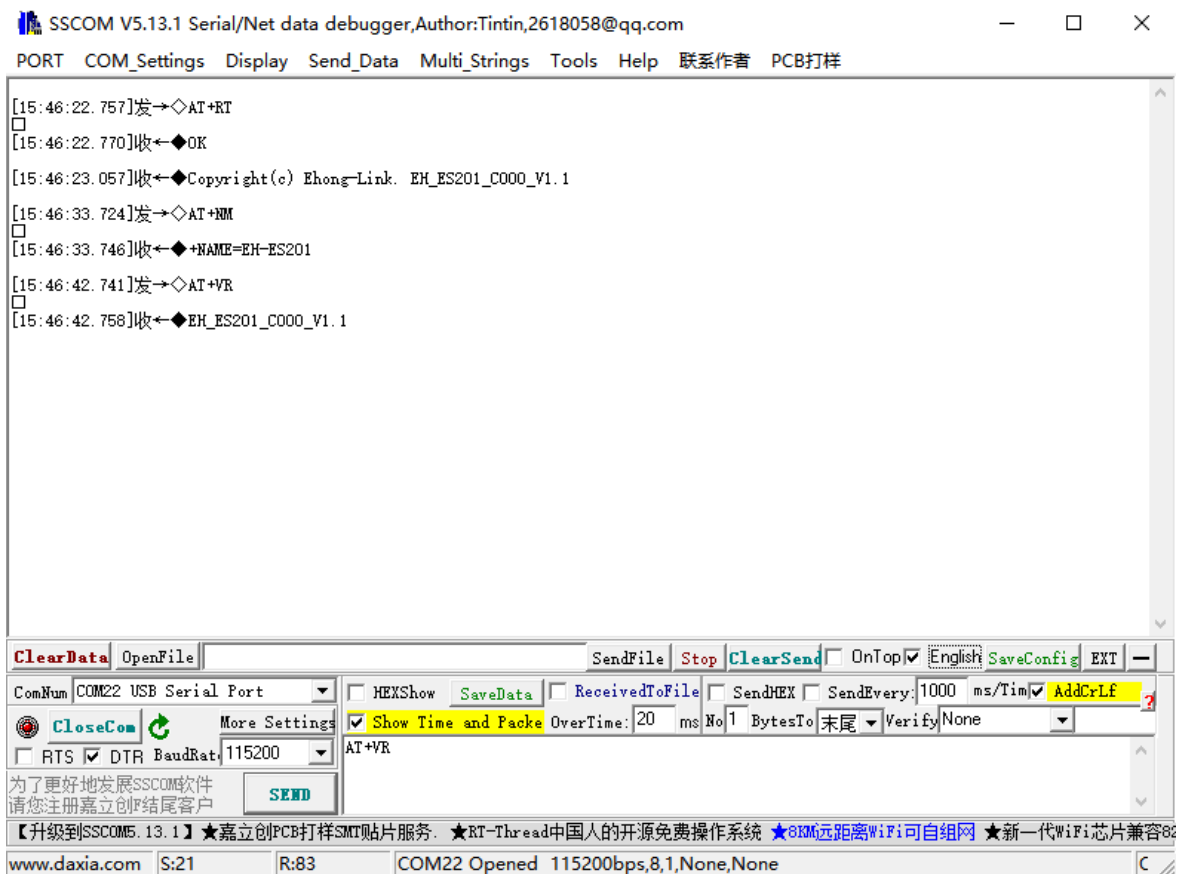 SSCOM V5.13.1 Serial/Net data debugger,Author:Tintin,2618058@qq.com
PORT COM_Settings Display Send_Data Multi_Strings Tools Help 联系作者 PCB打样
[15:46:22.757]发→◇AT+RT
□
[15:46:22.770]收←◆OK
[15:46:23.057]收←◆Copyright(c) Ehong-Link. EH_ES201_C000_V1.1
[15:46:33.724]发→◇AT+NM
□
[15:46:33.746]收←◆+NAME=EH-ES201
[15:46:42.741]发→◇AT+VR
□
[15:46:42.758]收←◆EH_ES201_C000_V1.1
ClearData OpenFile SendFile Stop ClearSend OnTop English SaveConfig EXT —
ComNum COM22 USB Serial Port HEXShow SaveData ReceivedToFile SendHEX SendEvery: 1000 ms/Tim AddCrLf ?
CloseCom More Settings Show Time and Packe OverTime: 20 ms No 1 BytesTo 末尾 Verify None
RTS DTR BaudRat 115200
AT+VR
为了更好地发展SSCOM软件
请您注册嘉立创F结尾客户
SEND
【升级到SSCOM5.13.1】★嘉立创PCB打样SMT贴片服务. ★RT-Thread中国人的开源免费操作系统 ★8KM远距离WiFi可自组网 ★新一代WiFi芯片兼容82
www.daxia.com S:21 R:83 COM22 Opened 115200bps,8,1,None,None C